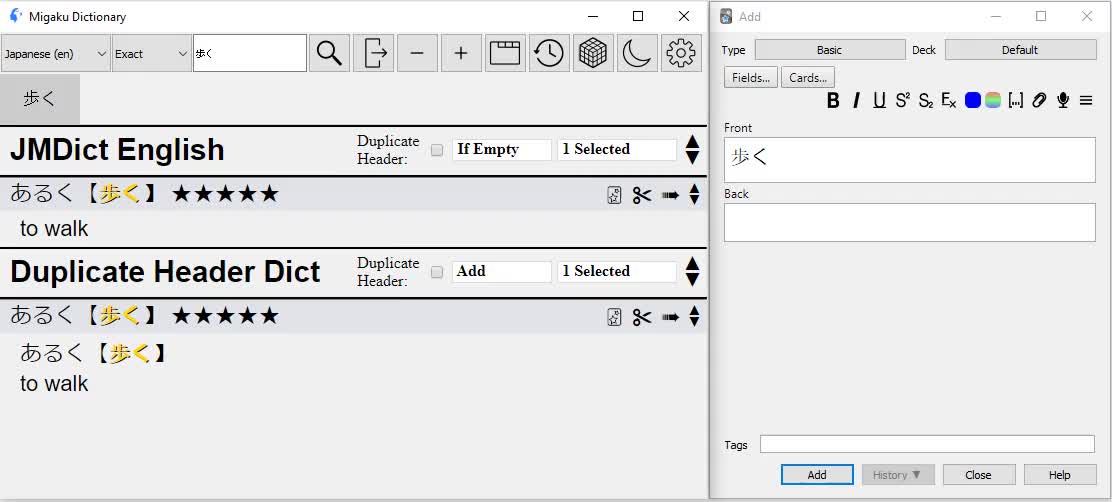 Migaku Dictionary
Japanese (en)
Exact
歩く
歩く
JMDict English
Duplicate
Header:
If Empty
1 Selected
あるく【歩く】★★★★★
to walk
Duplicate Header Dict
Duplicate
Header:
Add
1 Selected
あるく【歩く】★★★★★
あるく【歩く】
to walk
Add
Type
Basic
Deck
Default
Fields...
Cards...
B I U S² S₂ Ex [...]
Front
歩く
Back
Tags
Add
History ▼
Close
Help